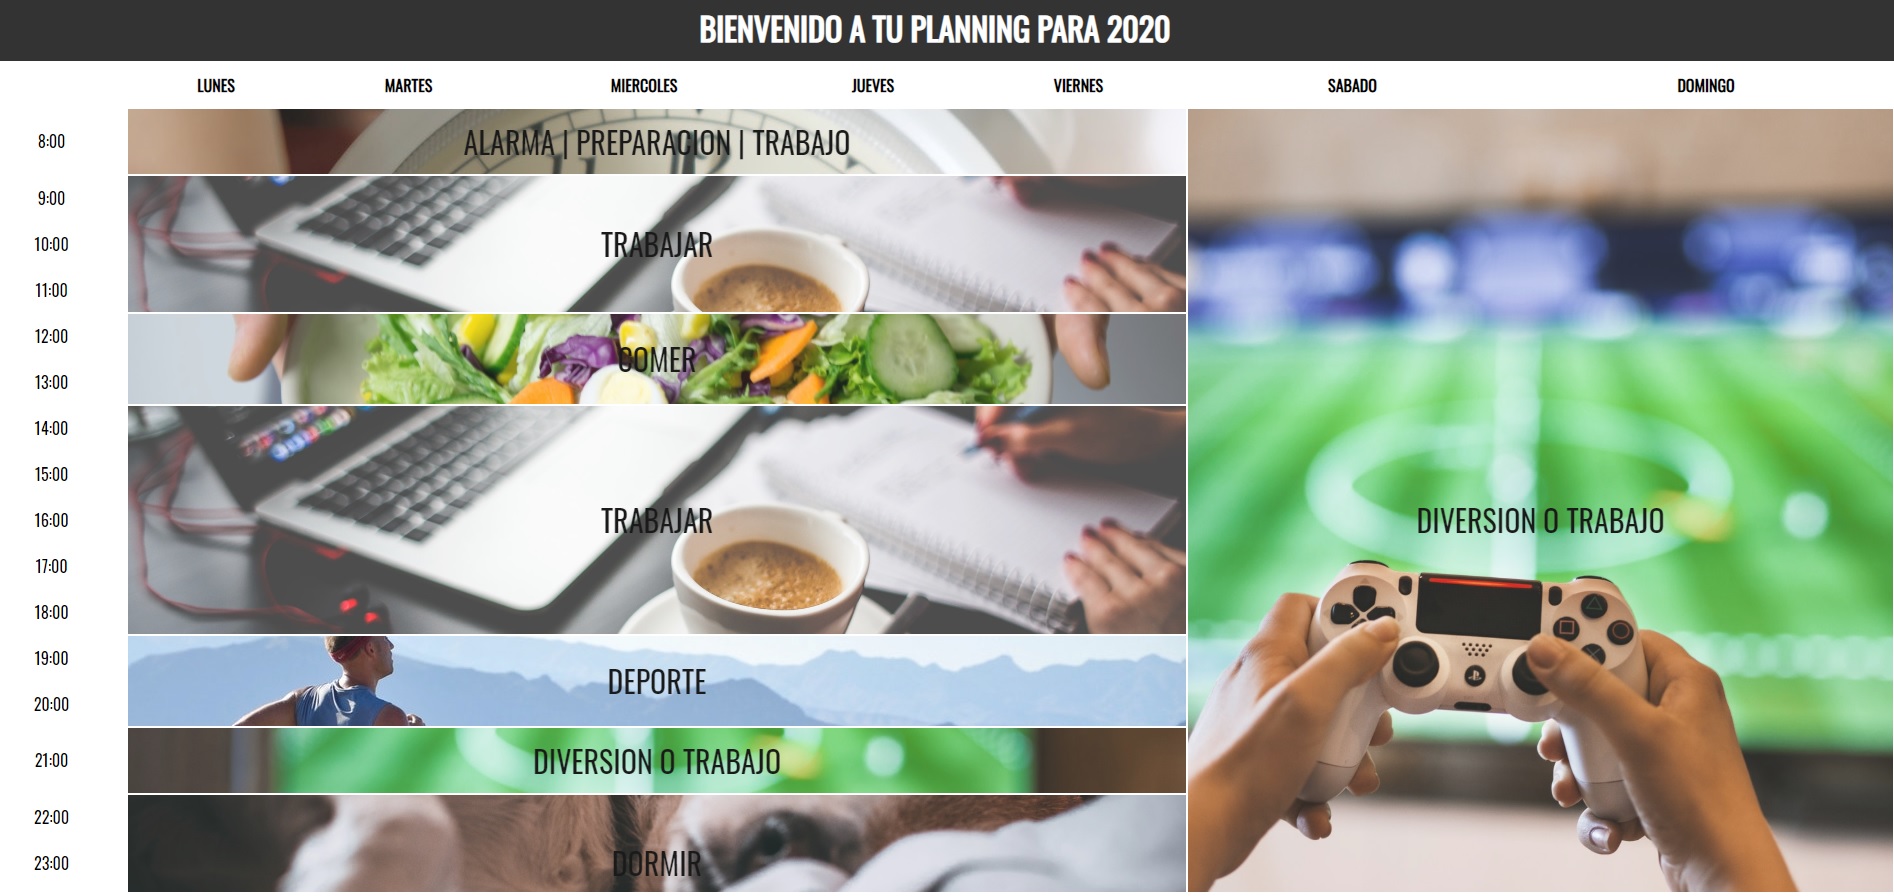 BIENVENIDO A TU PLANNING PARA 2020
LUNES MARTES MIERCOLES JUEVES VIERNES SABADO DOMINGO
8:00 ALARMA | PREPARACION | TRABAJO
9:00
10:00 TRABAJAR
11:00
12:00
COMER
13:00
14:00
15:00
16:00 TRABAJAR DIVERSION O TRABAJO
17:00
18:00
19:00
DEPORTE
20:00
21:00 DIVERSION O TRABAJO
22:00
23:00 DORMIR